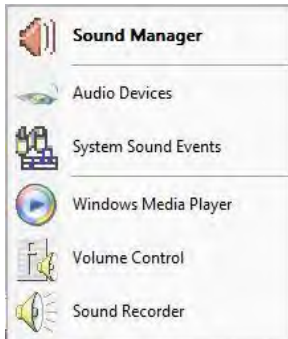 Sound Manager
Audio Devices
System Sound Events
Windows Media Player
Volume Control
Sound Recorder